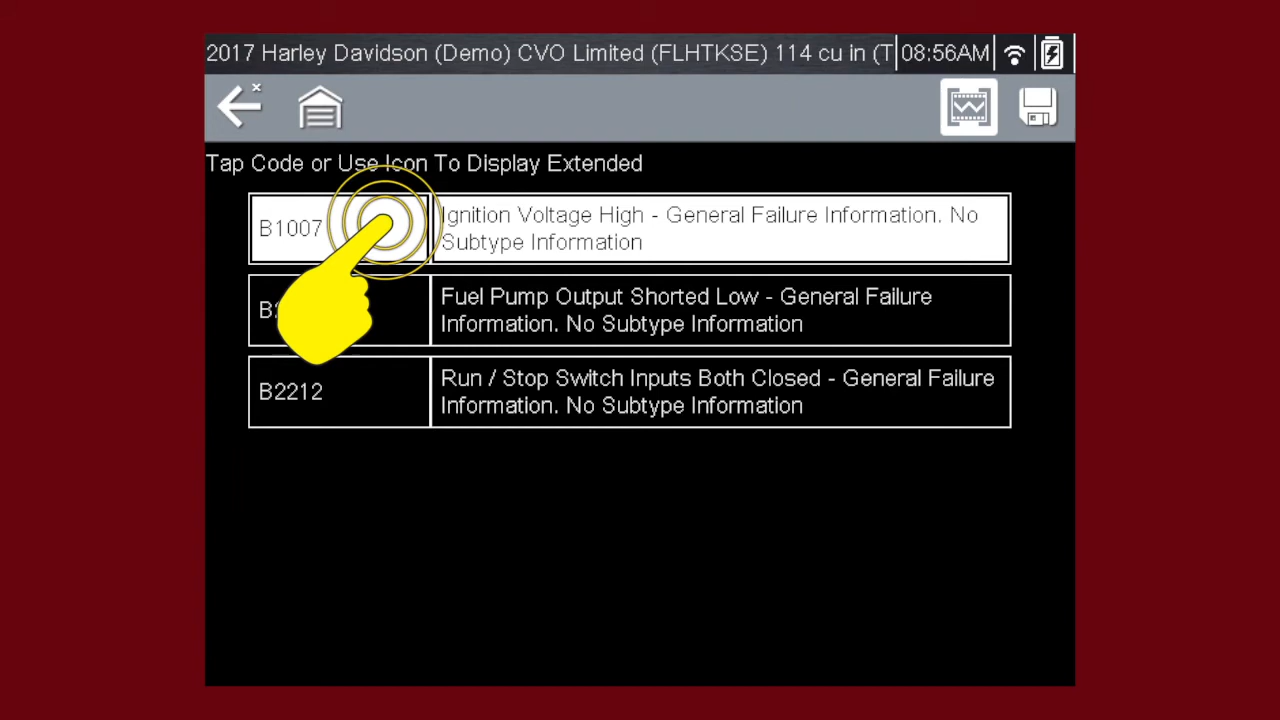 2017 Harley Davidson (Demo) CVO Limited (FLHTKSE) 114 cu in (T 08:56AM
Tap Code or Use Icon To Display Extended
B1007
Ignition Voltage High - General Failure Information. No
Subtype Information
Fuel Pump Output Shorted Low - General Failure
Information. No Subtype Information
B2212
Run / Stop Switch Inputs Both Closed - General Failure
Information. No Subtype Information